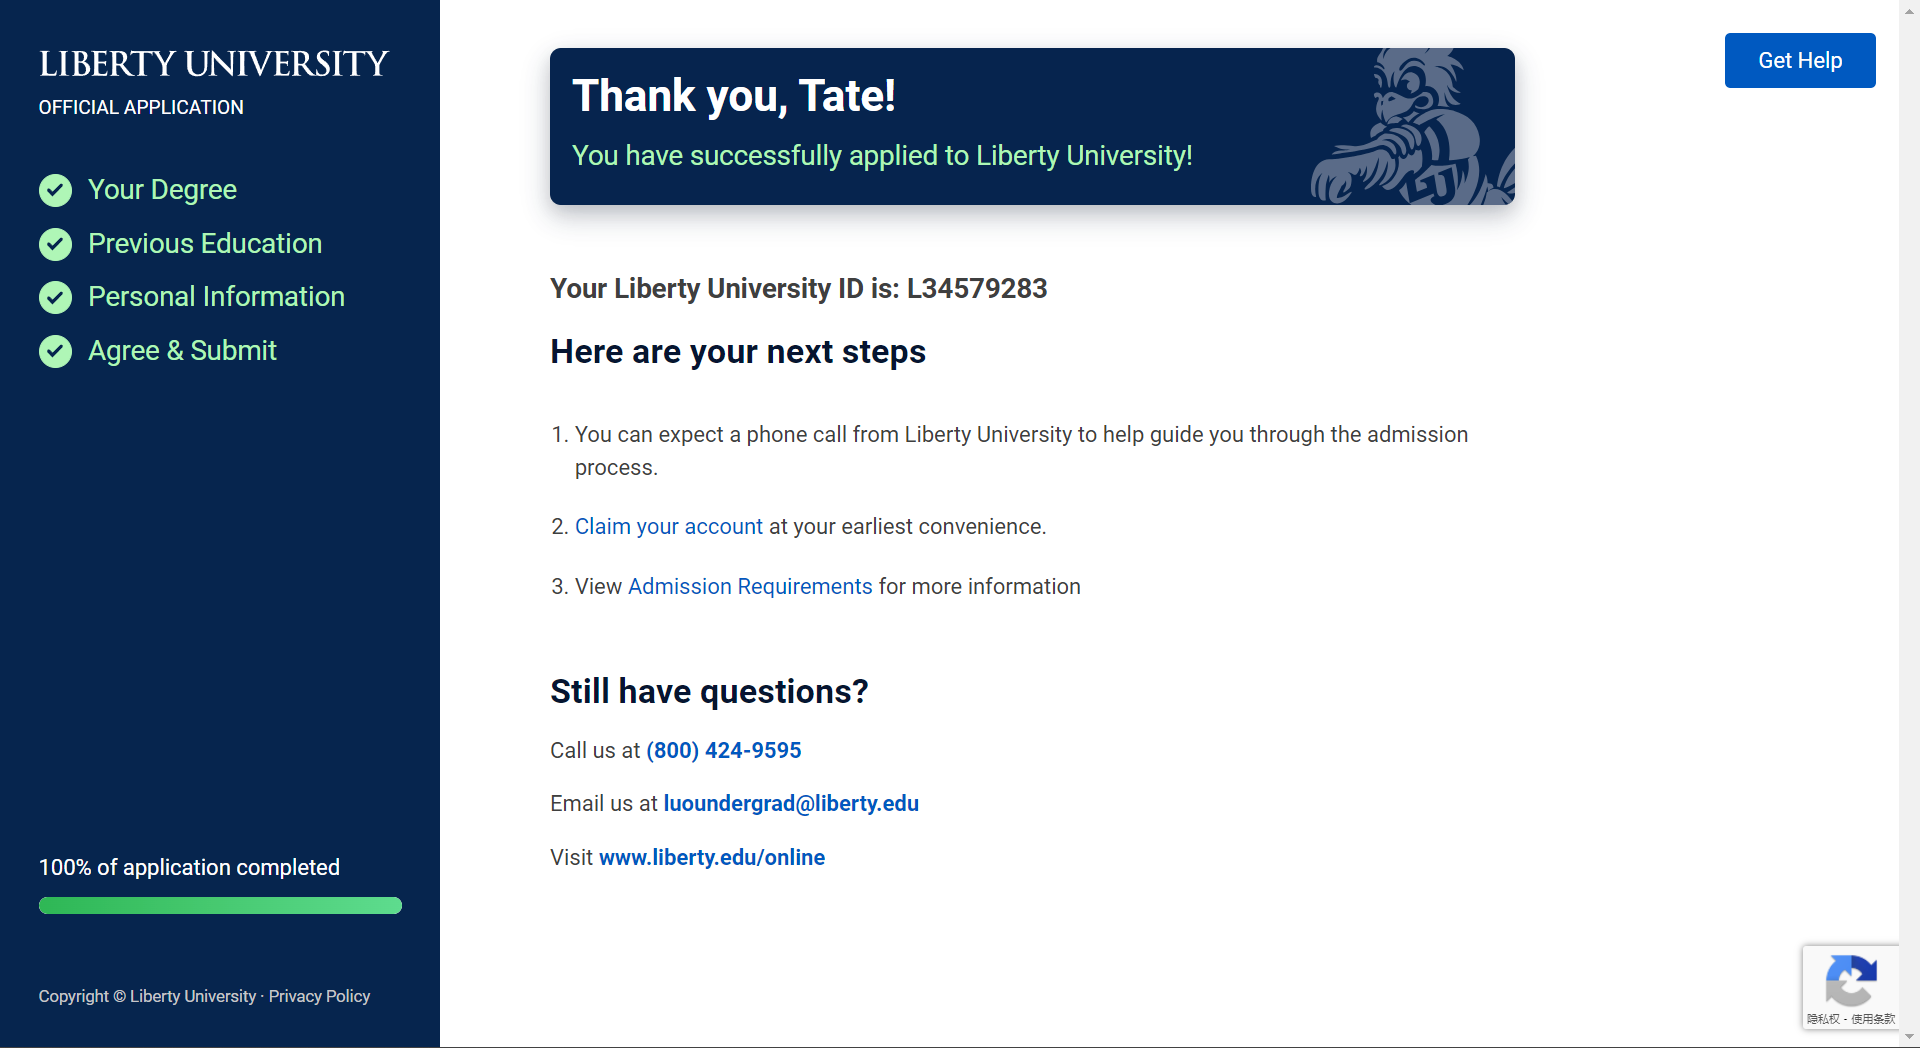 LIBERTY UNIVERSITY
OFFICIAL APPLICATION
Your Degree
Previous Education
Personal Information
Agree & Submit
100% of application completed
Copyright © Liberty University · Privacy Policy
Get Help
Thank you, Tate!
You have successfully applied to Liberty University!
LU
Your Liberty University ID is: L34579283
Here are your next steps
1. You can expect a phone call from Liberty University to help guide you through the admission
process.
2. Claim your account at your earliest convenience.
3. View Admission Requirements for more information
Still have questions?
Call us at (800) 424-9595
Email us at luoundergrad@liberty.edu
Visit www.liberty.edu/online
隐私权 - 使用条款